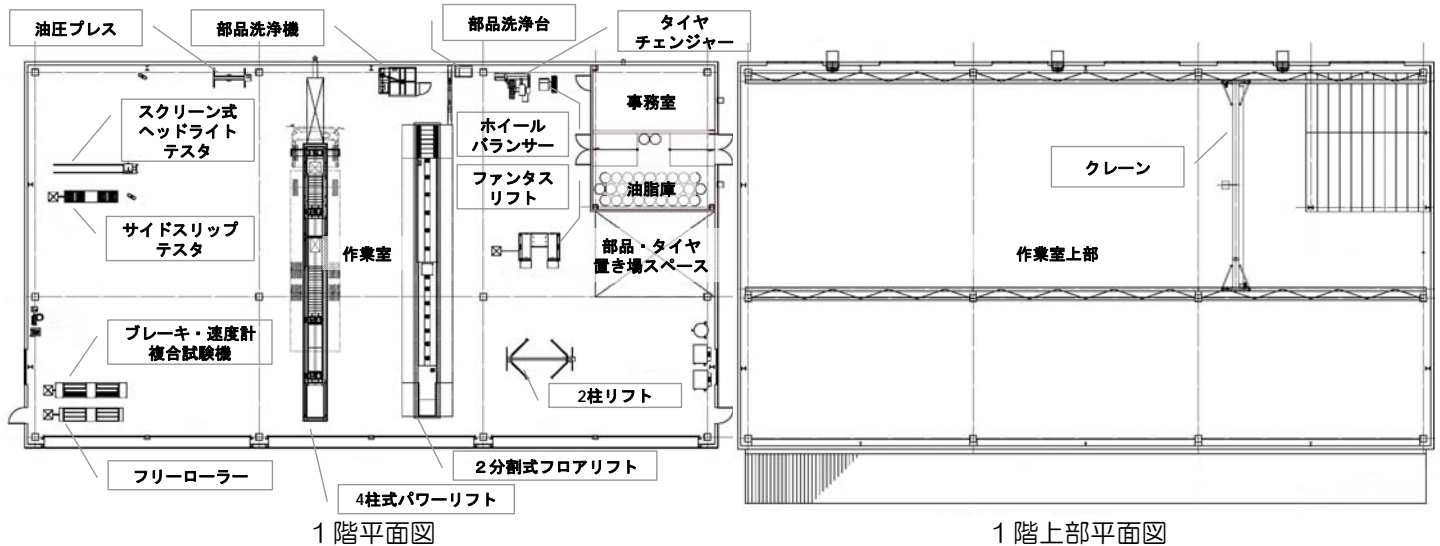 油圧プレス
部品洗浄機
部品洗浄台
タイヤ
チェンジャー
スクリーン式
ヘッドライト
テスタ
ホイール
バランサー
事務室
クレーン
ファンタス
リフト
油脂庫
サイドスリップ
テスタ
作業室
部品・タイヤ
置き場スペース
作業室上部
ブレーキ・速度計
複合試験機
2柱リフト
フリーローラー
２分割式フロアリフト
4柱式パワーリフト
１階平面図
１階上部平面図